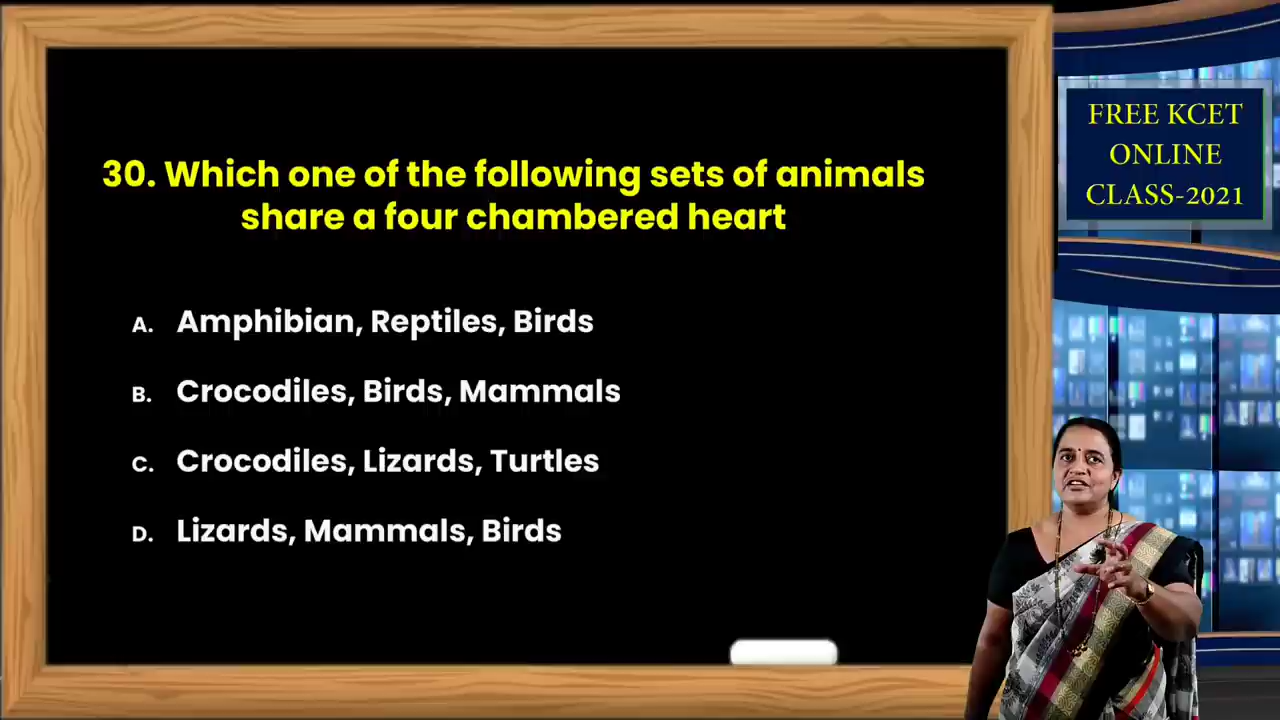 30. Which one of the following sets of animals
share a four chambered heart
A. Amphibian, Reptiles, Birds
B. Crocodiles, Birds, Mammals
C. Crocodiles, Lizards, Turtles
D. Lizards, Mammals, Birds
FREE KCET
ONLINE
CLASS-2021